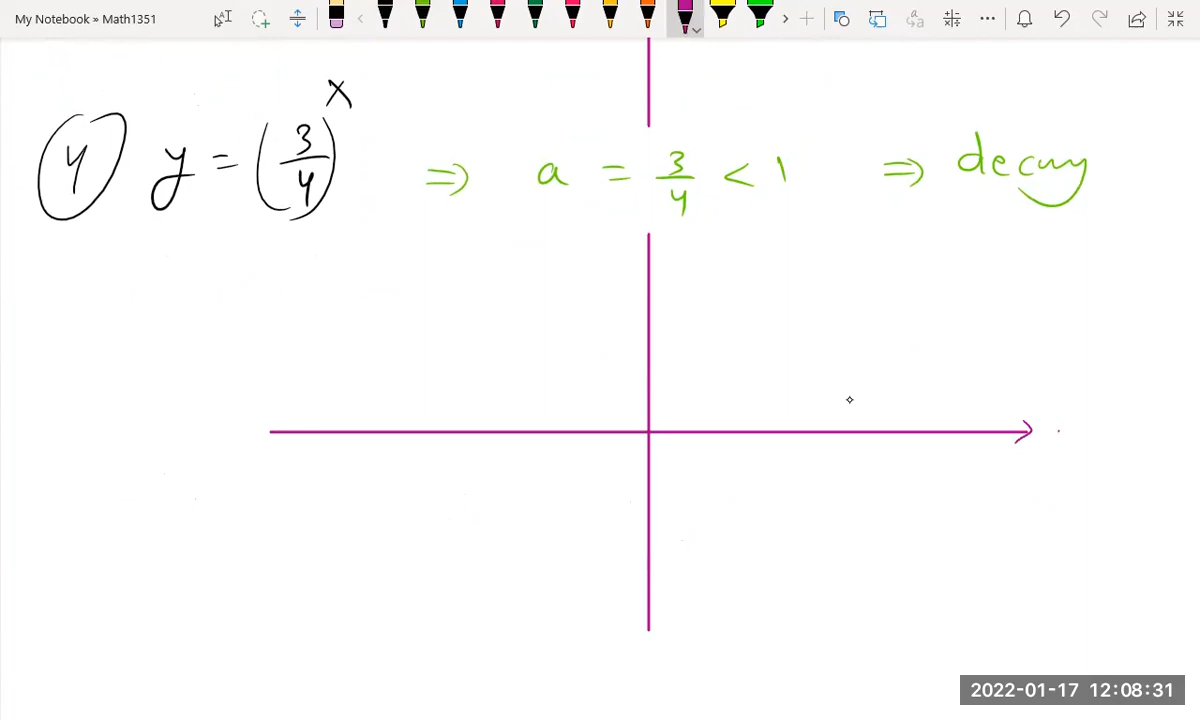 My Notebook » Math1351
④ y = (3/4)^x ⇒ a = 3/4 < 1 ⇒ decay
2022-01-17 12:08:31